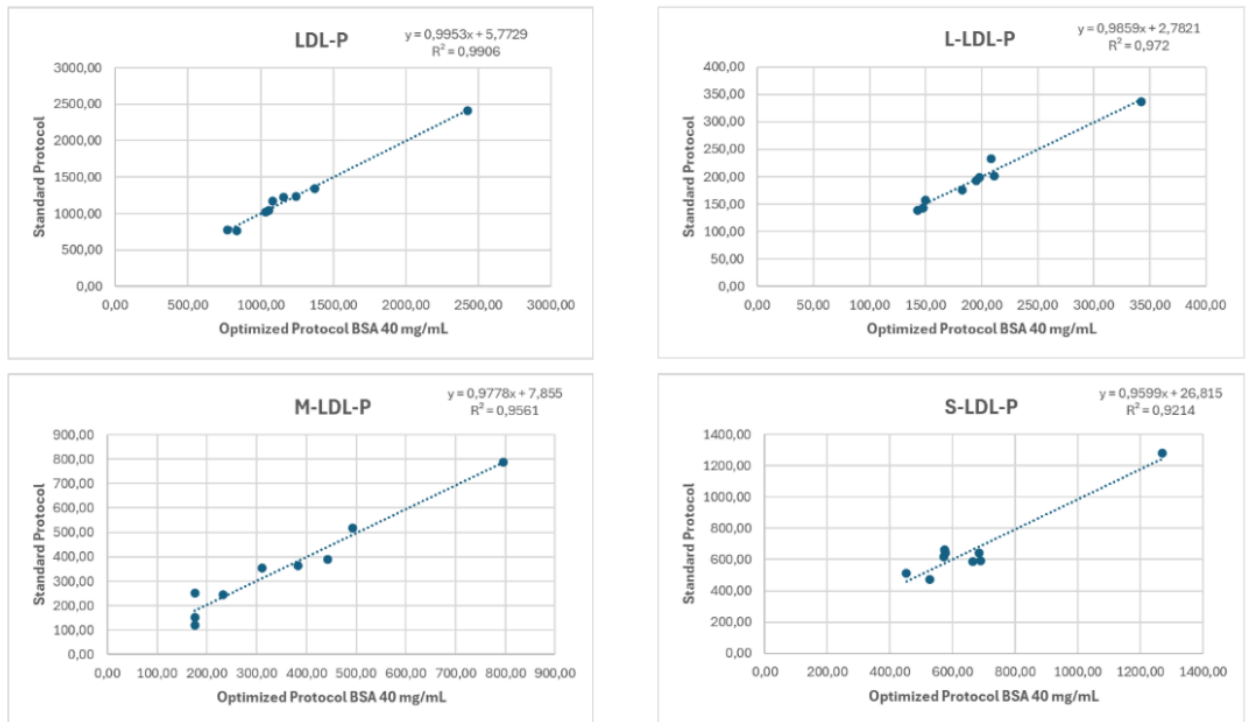 LDL-P
y = 0,9953x + 5,7729
R² = 0,9906
3000,00
2500,00
2000,00
1500,00
1000,00
500,00
0,00
Standard Protocol
0,00 500,00 1000,00 1500,00 2000,00 2500,00 3000,00
Optimized Protocol BSA 40 mg/mL
L-LDL-P
y = 0,9859x + 2,7821
R² = 0,972
400,00
350,00
300,00
250,00
200,00
150,00
100,00
50,00
0,00
Standard Protocol
0,00 50,00 100,00 150,00 200,00 250,00 300,00 350,00 400,00
Optimized Protocol BSA 40 mg/mL
M-LDL-P
y = 0,9778x + 7,855
R² = 0,9561
900,00
800,00
700,00
600,00
500,00
400,00
300,00
200,00
100,00
0,00
Standard Protocol
0,00 100,00 200,00 300,00 400,00 500,00 600,00 700,00 800,00 900,00
Optimized Protocol BSA 40 mg/mL
S-LDL-P
y = 0,9599x + 26,815
R² = 0,9214
1400,00
1200,00
1000,00
800,00
600,00
400,00
200,00
0,00
Standard Protocol
0,00 200,00 400,00 600,00 800,00 1000,00 1200,00 1400,00
Optimized Protocol BSA 40 mg/mL